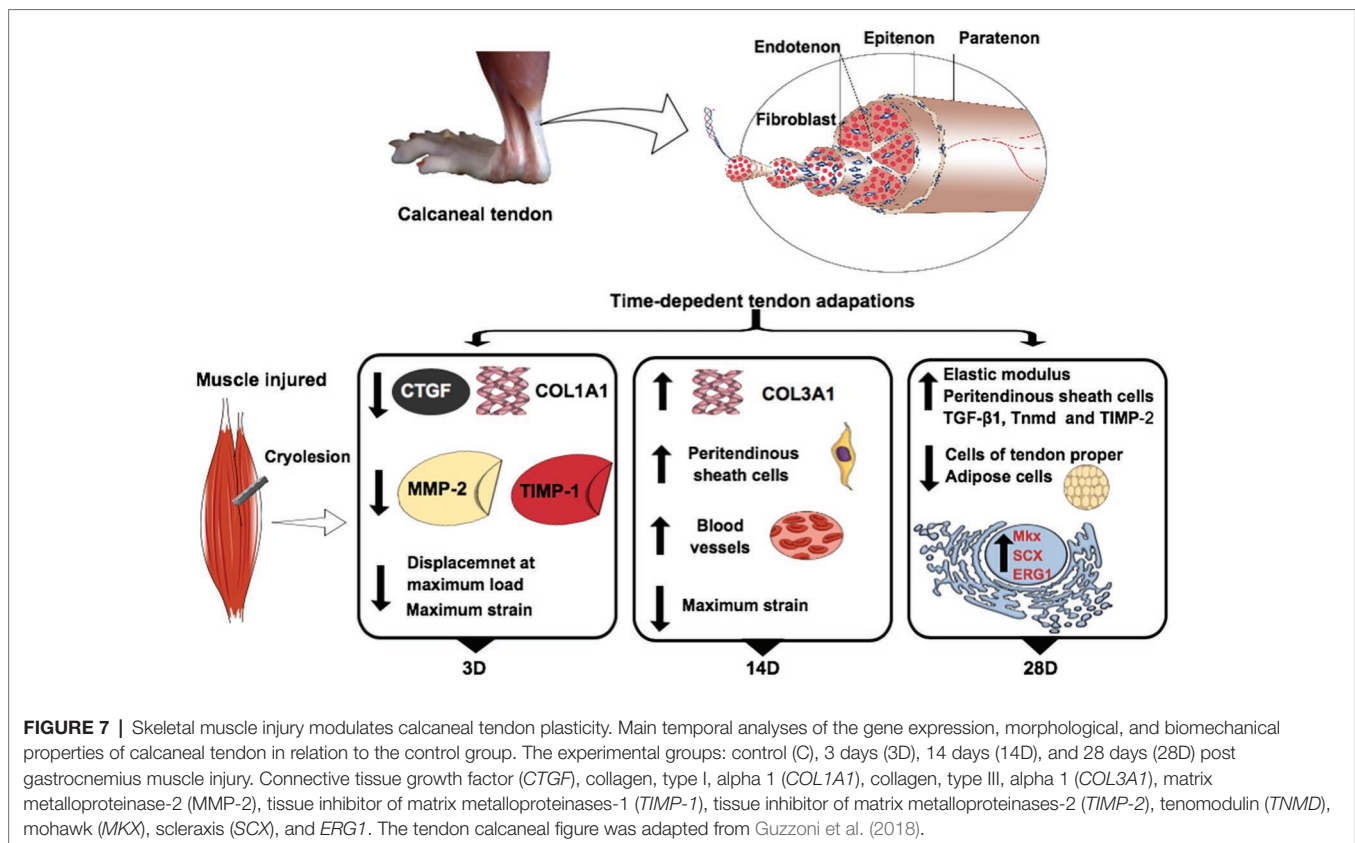 Endotenon
Epitenon
Paratenon
Fibroblast
Calcaneal tendon
Time-depedent tendon adapations
Muscle injured
Cryolesion
CTGF
COL1A1
MMP-2
TIMP-1
Displacemnet at
maximum load
Maximum strain
3D
COL3A1
Peritendinous
sheath cells
Blood
vessels
Maximum strain
14D
Elastic modulus
Peritendinous sheath cells
TGF-β1, Tnmd and TIMP-2
Cells of tendon proper
Adipose cells
Mkx
SCX
ERG1
28D
FIGURE 7 | Skeletal muscle injury modulates calcaneal tendon plasticity. Main temporal analyses of the gene expression, morphological, and biomechanical
properties of calcaneal tendon in relation to the control group. The experimental groups: control (C), 3 days (3D), 14 days (14D), and 28 days (28D) post
gastrocnemius muscle injury. Connective tissue growth factor (CTGF), collagen, type I, alpha 1 (COL1A1), collagen, type III, alpha 1 (COL3A1), matrix
metalloproteinase-2 (MMP-2), tissue inhibitor of matrix metalloproteinases-1 (TIMP-1), tissue inhibitor of matrix metalloproteinases-2 (TIMP-2), tenomodulin (TNMD),
mohawk (MKX), scleraxis (SCX), and ERG1. The tendon calcaneal figure was adapted from Guzzoni et al. (2018).